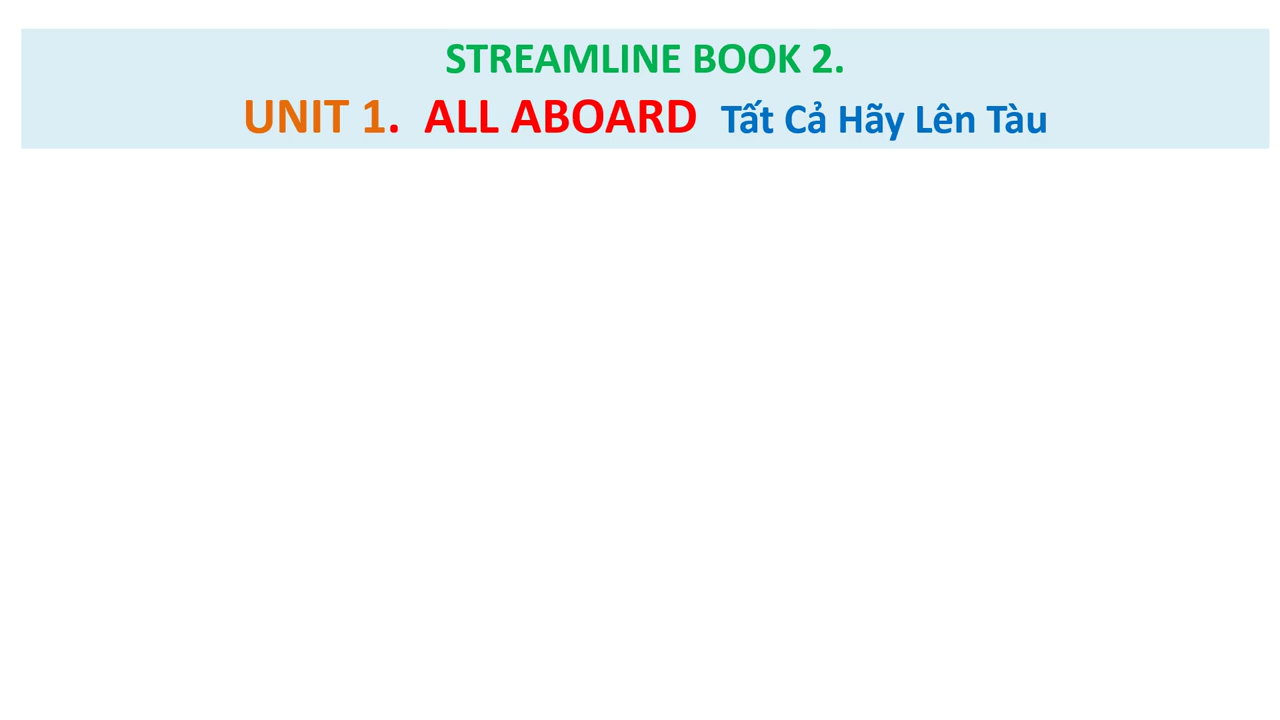 STREAMLINE BOOK 2.
UNIT 1. ALL ABOARD Tất Cả Hãy Lên Tàu